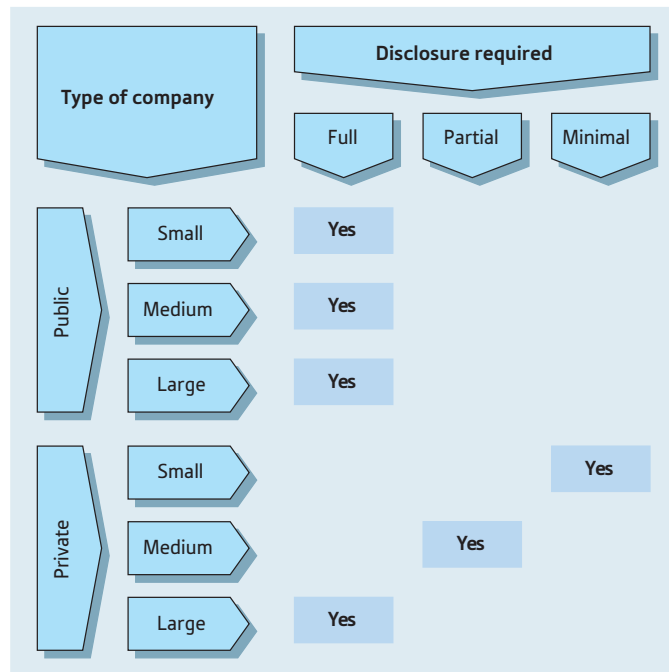 Type of company
Disclosure required
Full
Partial
Minimal
Public
Small
Yes
Medium
Yes
Large
Yes
Private
Small
Yes
Medium
Yes
Large
Yes